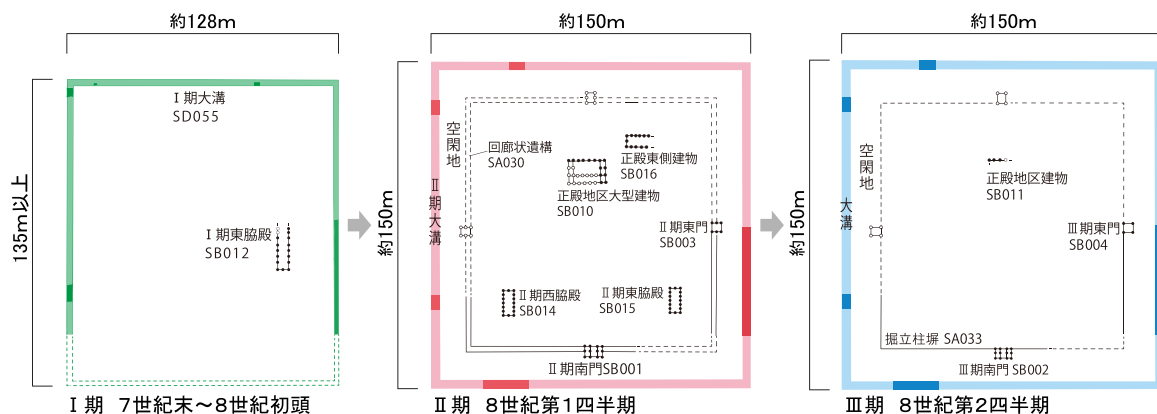 約128m
135m以上
Ⅰ期大溝
SD055
Ⅰ期東脇殿
SB012
Ⅰ期 7世紀末～8世紀初頭
約150m
約150m
Ⅱ期大溝
空閑地
回廊状遺構
SA030
正殿東側建物
SB016
正殿地区大型建物
SB010
Ⅱ期東門
SB003
Ⅱ期西脇殿
SB014
Ⅱ期東脇殿
SB015
Ⅱ期南門SB001
Ⅱ期 8世紀第1四半期
約150m
約150m
大溝
空閑地
正殿地区建物
SB011
Ⅲ期東門
SB004
掘立柱塀 SA033
Ⅲ期南門 SB002
Ⅲ期 8世紀第2四半期